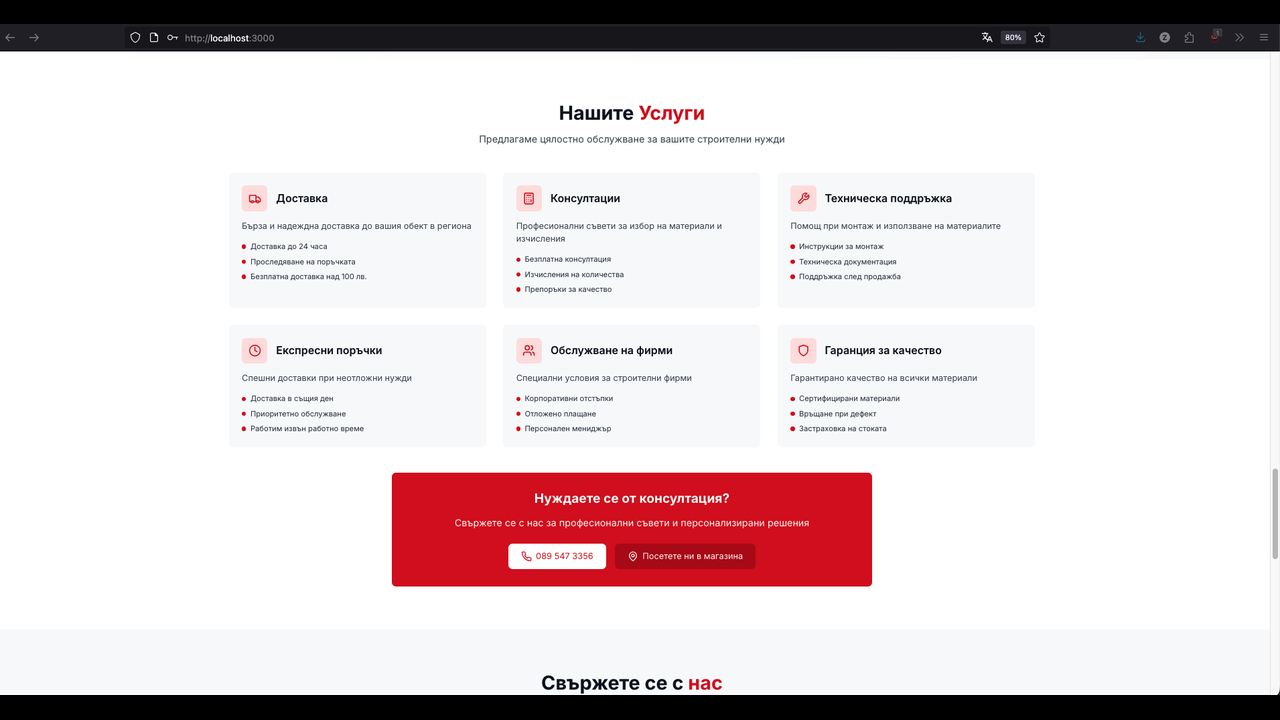 http://localhost:3000
80%
Z
1
Нашите Услуги
Предлагаме цялостно обслужване за вашите строителни нужди
Доставка
Бърза и надеждна доставка до вашия обект в региона
Доставка до 24 часа
Проследяване на поръчката
Безплатна доставка над 100 лв.
Консултации
Професионални съвети за избор на материали и
изчисления
Безплатна консултация
Изчисления на количества
Препоръки за качество
Техническа поддръжка
Помощ при монтаж и използване на материалите
Инструкции за монтаж
Техническа документация
Поддръжка след продажба
Експресни поръчки
Спешни доставки при неотложни нужди
Доставка в същия ден
Приоритетно обслужване
Работим извън работно време
Обслужване на фирми
Специални условия за строителни фирми
Корпоративни отстъпки
Отложено плащане
Персонален мениджър
Гаранция за качество
Гарантирано качество на всички материали
Сертифицирани материали
Връщане при дефект
Застраховка на стоката
Нуждаете се от консултация?
Свържете се с нас за професионални съвети и персонализирани решения
089 547 3356
Посетете ни в магазина
Свържете се с нас